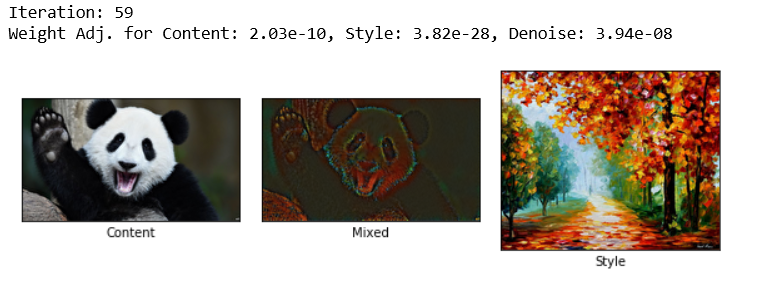 Iteration: 59
Weight Adj. for Content: 2.03e-10, Style: 3.82e-28, Denoise: 3.94e-08
Content
Mixed
Style